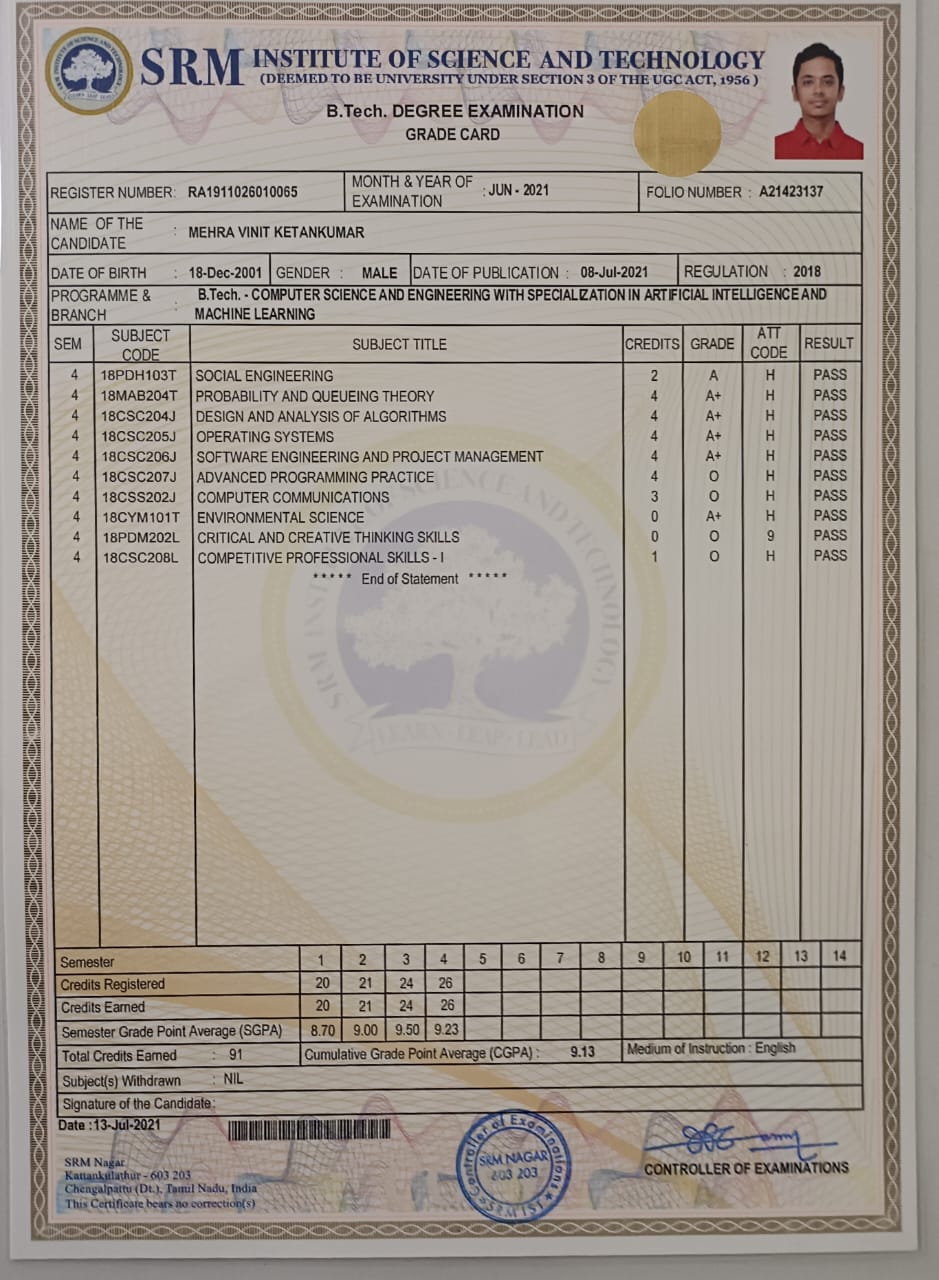 SRM INSTITUTE OF SCIENCE AND TECHNOLOGY
(DEEMED TO BE UNIVERSITY UNDER SECTION 3 OF THE UGC ACT, 1956 )
B.Tech. DEGREE EXAMINATION
GRADE CARD
REGISTER NUMBER: RA1911026010065 MONTH & YEAR OF EXAMINATION : JUN - 2021 FOLIO NUMBER : A21423137
NAME OF THE CANDIDATE : MEHRA VINIT KETANKUMAR
DATE OF BIRTH : 18-Dec-2001 GENDER : MALE DATE OF PUBLICATION : 08-Jul-2021 REGULATION : 2018
PROGRAMME & BRANCH : B.Tech. - COMPUTER SCIENCE AND ENGINEERING WITH SPECIALIZATION IN ARTIFICIAL INTELLIGENCE AND
MACHINE LEARNING
SEM SUBJECT CODE SUBJECT TITLE CREDITS GRADE ATT CODE RESULT
4 18PDH103T SOCIAL ENGINEERING 2 A H PASS
4 18MAB204T PROBABILITY AND QUEUEING THEORY 4 A+ H PASS
4 18CSC204J DESIGN AND ANALYSIS OF ALGORITHMS 4 A+ H PASS
4 18CSC205J OPERATING SYSTEMS 4 A+ H PASS
4 18CSC206J SOFTWARE ENGINEERING AND PROJECT MANAGEMENT 4 A+ H PASS
4 18CSC207J ADVANCED PROGRAMMING PRACTICE 4 O H PASS
4 18CSS202J COMPUTER COMMUNICATIONS 3 O H PASS
4 18CYM101T ENVIRONMENTAL SCIENCE 0 A+ H PASS
4 18PDM202L CRITICAL AND CREATIVE THINKING SKILLS 0 O 9 PASS
4 18CSC208L COMPETITIVE PROFESSIONAL SKILLS - I 1 O H PASS
***** End of Statement *****
SRM INSTITUTE OF SCIENCE AND TECHNOLOGY
LEARN · LEAP · LEAD
Semester 1 2 3 4 5 6 7 8 9 10 11 12 13 14
Credits Registered 20 21 24 26
Credits Earned 20 21 24 26
Semester Grade Point Average (SGPA) 8.70 9.00 9.50 9.23
Total Credits Earned : 91 Cumulative Grade Point Average (CGPA) : 9.13 Medium of Instruction : English
Subject(s) Withdrawn : NIL
Signature of the Candidate:
Date :13-Jul-2021
SRM Nagar
Kattankulathur - 603 203
Chengalpattu (Dt.), Tamil Nadu, India
This Certificate bears no correction(s)
Controller of Examinations
SRM NAGAR
603 203
SRMIST
CONTROLLER OF EXAMINATIONS